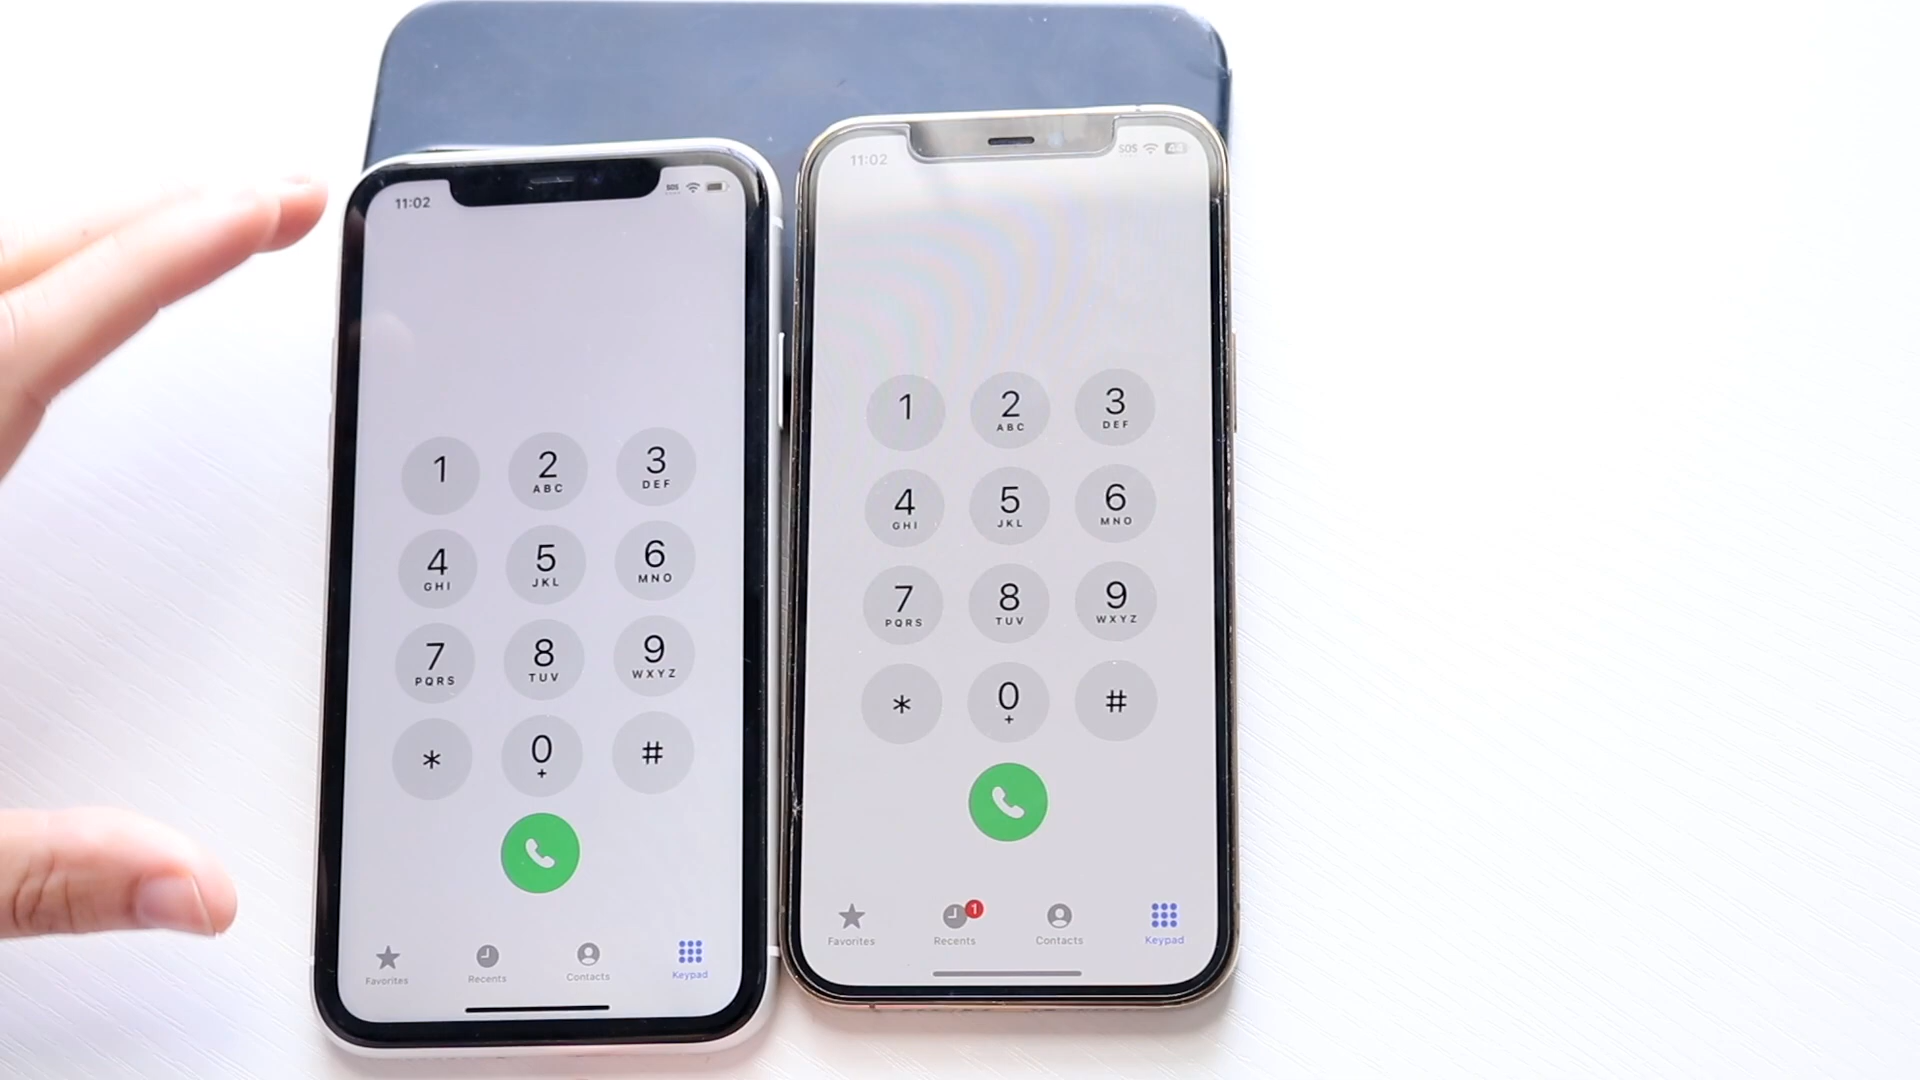 11:02
SOS
1 2 3
ABC DEF
4 5 6
GHI JKL MNO
7 8 9
PQRS TUV WXYZ
* 0 #
+
Favorites Recents Contacts Keypad
11:02
SOS 44
1 2 3
ABC DEF
4 5 6
GHI JKL MNO
7 8 9
PQRS TUV WXYZ
* 0 #
+
1
Favorites Recents Contacts Keypad